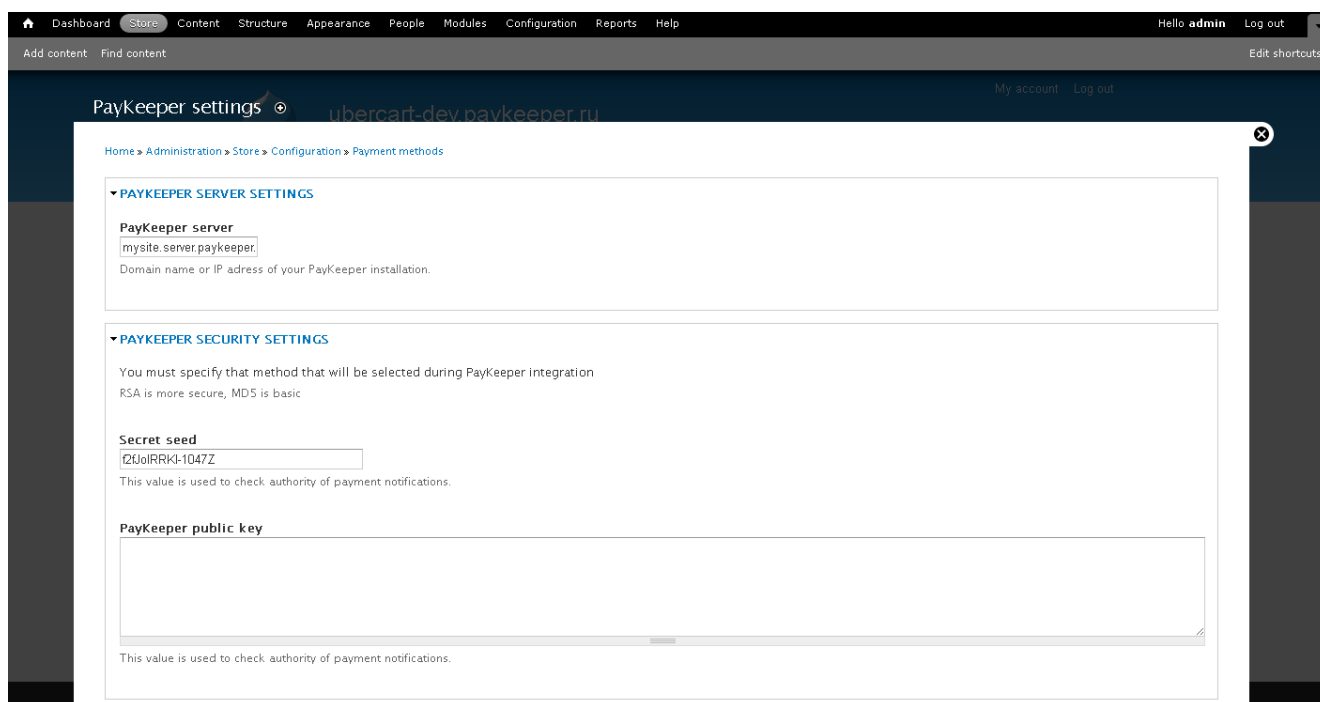 Dashboard Store Content Structure Appearance People Modules Configuration Reports Help Hello admin Log out
Add content Find content Edit shortcuts
My account Log out
PayKeeper settings
ubercart-dev.paykeeper.ru
Home » Administration » Store » Configuration » Payment methods
PAYKEEPER SERVER SETTINGS
PayKeeper server
mysite.server.paykeeper.
Domain name or IP adress of your PayKeeper installation.
PAYKEEPER SECURITY SETTINGS
You must specify that method that will be selected during PayKeeper integration
RSA is more secure, MD5 is basic
Secret seed
This value is used to check authority of payment notifications.
PayKeeper public key
This value is used to check authority of payment notifications.